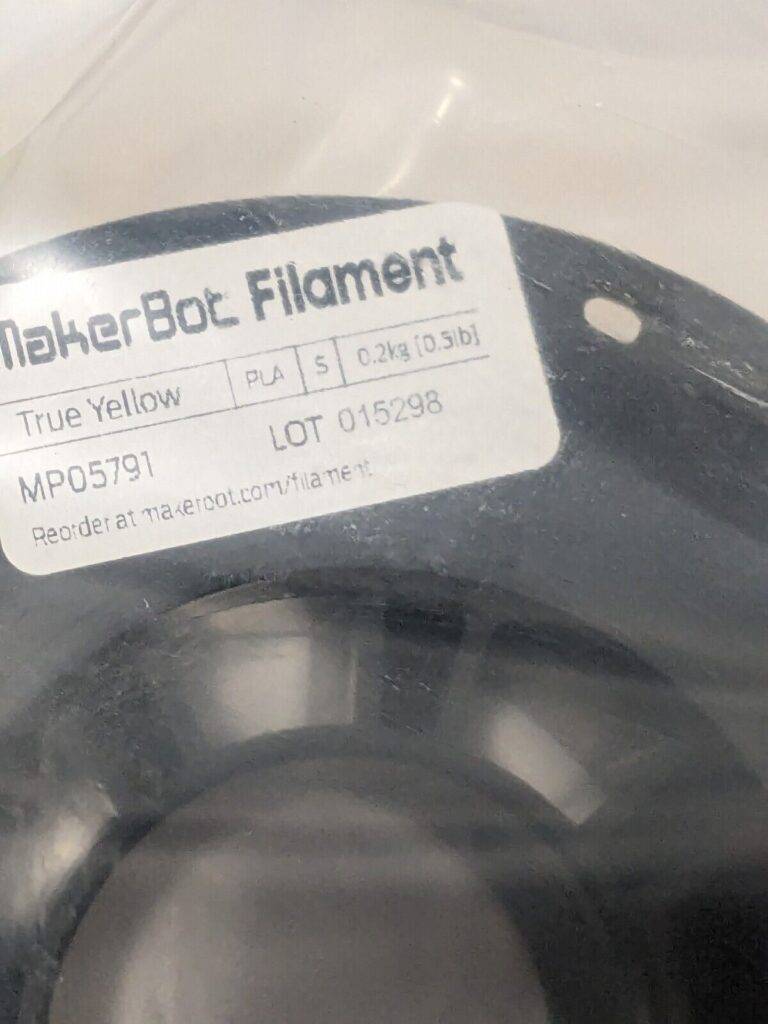 MakerBot Filament
True Yellow PLA S 0.2kg [0.5lb]
MP05791 LOT 015298
Reorder at makerbot.com/filament